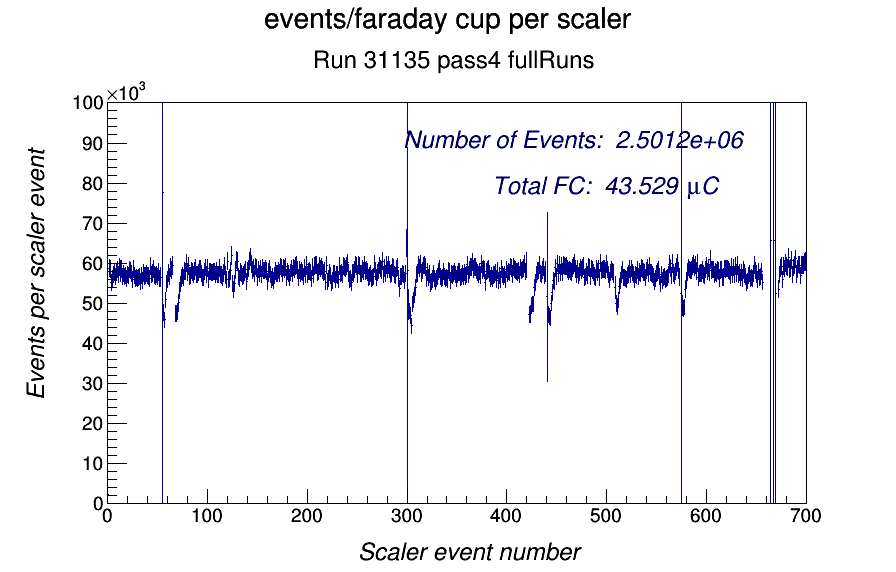 events/faraday cup per scaler
Run 31135 pass4 fullRuns
×10³
100
90
80
70
60
50
40
30
20
10
0
Events per scaler event
Number of Events: 2.5012e+06
Total FC: 43.529 μC
0 100 200 300 400 500 600 700
Scaler event number